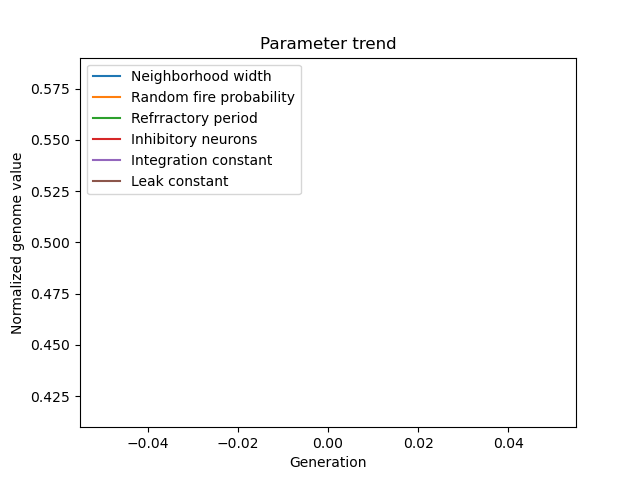 Parameter trend
Neighborhood width
Random fire probability
Refrractory period
Inhibitory neurons
Integration constant
Leak constant
0.575
0.550
0.525
0.500
0.475
0.450
0.425
Normalized genome value
−0.04
−0.02
0.00
0.02
0.04
Generation